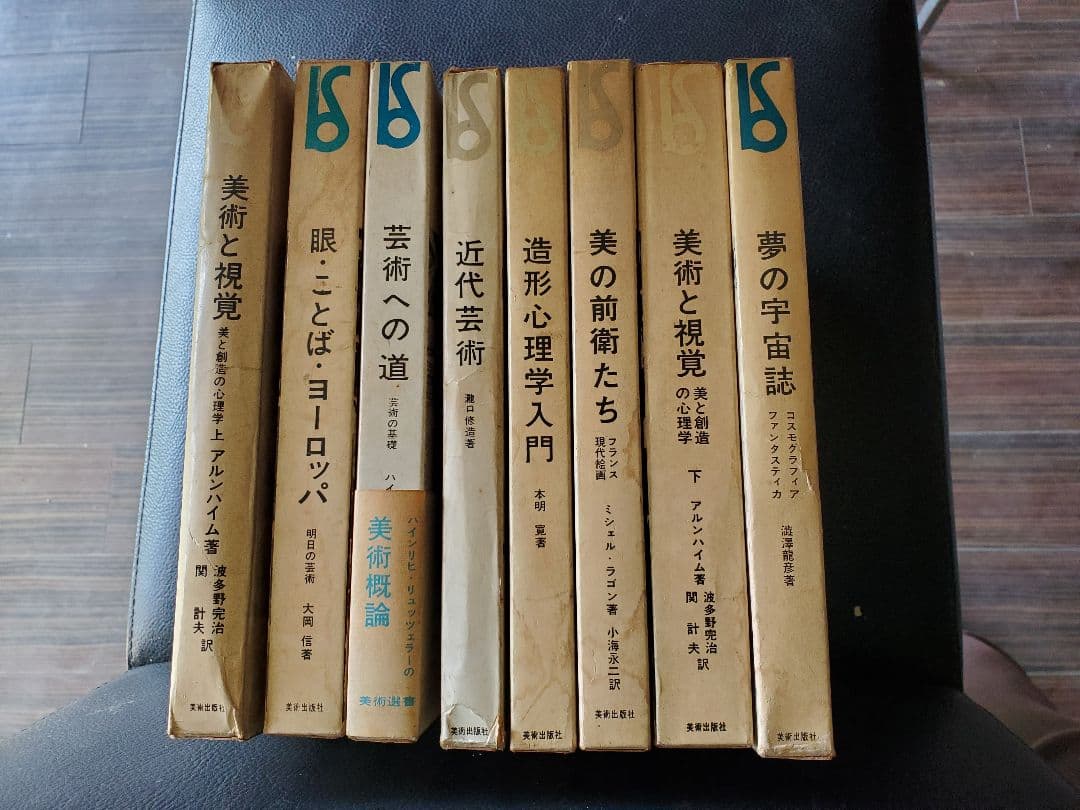 美術と視覚
美と創造の心理学 上
アルンハイム著
波多野完治
関 計夫 訳
美術出版社
眼・ことば・ヨーロッパ
明日の芸術
大岡 信著
美術出版社
芸術への道
芸術の基礎
ハイ
ハインリヒ・リュッツェラーの
美術概論
美術選書
近代芸術
瀧口修造著
美術出版社
造形心理学入門
本明 寛著
美術出版社
美の前衛たち
フランス
現代絵画
ミシェル・ラゴン著
小海永二訳
美術出版社
美術と視覚
美と創造
の心理学
下
アルンハイム著
波多野完治
関 計夫 訳
美術出版社
夢の宇宙誌
コスモグラフィア
ファンタスティカ
澁澤龍彦著
美術出版社